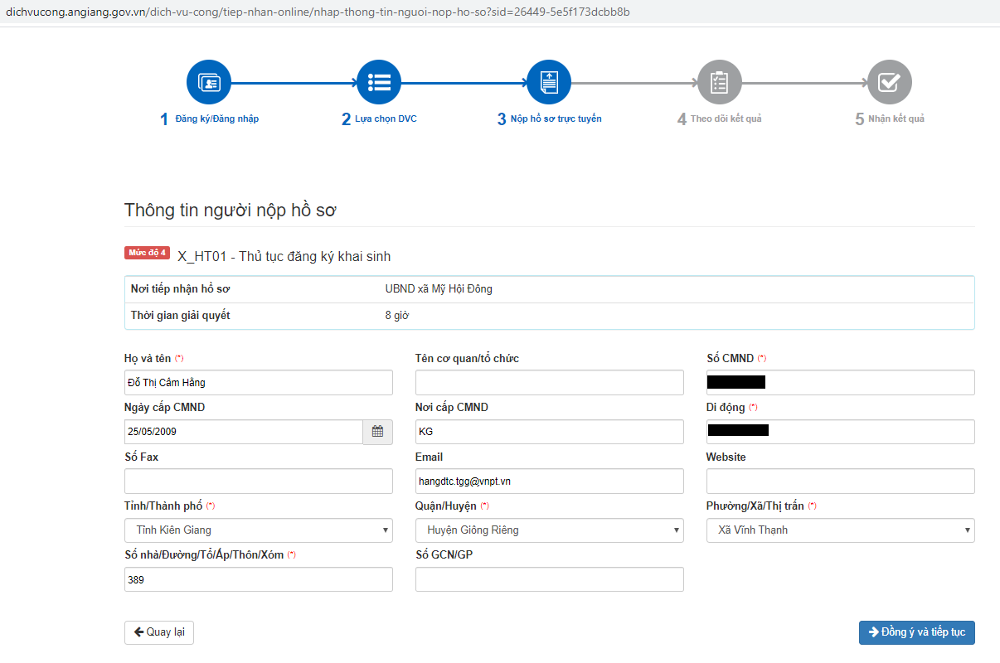 dichvucong.angiang.gov.vn/dich-vu-cong/tiep-nhan-online/nhap-thong-tin-nguoi-nop-ho-so?sid=26449-5e5f173dcbb8b
1 Đăng ký/Đăng nhập
2 Lựa chọn DVC
3 Nộp hồ sơ trực tuyến
4 Theo dõi kết quả
5 Nhận kết quả
Thông tin người nộp hồ sơ
Mức độ 4 X_HT01 - Thủ tục đăng ký khai sinh
Nơi tiếp nhận hồ sơ UBND xã Mỹ Hội Đông
Thời gian giải quyết 8 giờ
Họ và tên (*) Tên cơ quan/tổ chức Số CMND (*)
Đỗ Thị Cẩm Hằng
Ngày cấp CMND Nơi cấp CMND Di động (*)
25/05/2009 KG
Số Fax Email Website
hangdtc.tgg@vnpt.vn
Tỉnh/Thành phố (*) Quận/Huyện (*) Phường/Xã/Thị trấn (*)
Tỉnh Kiên Giang Huyện Giồng Riềng Xã Vĩnh Thạnh
Số nhà/Đường/Tổ/Ấp/Thôn/Xóm (*) Số GCN/GP
389
Quay lại Đồng ý và tiếp tục